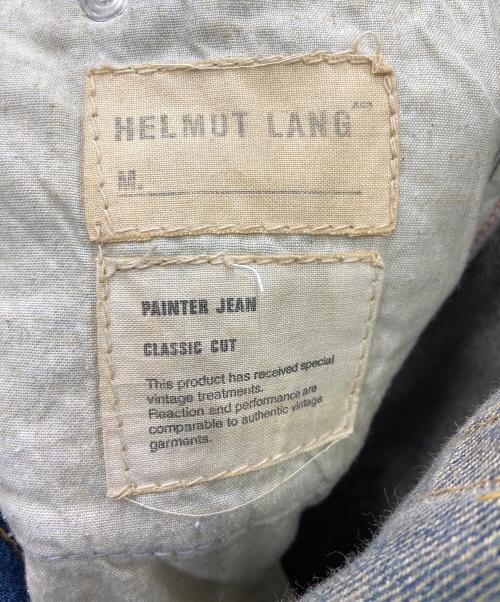 HELMUT LANG
M.
PAINTER JEAN
CLASSIC CUT
This product has received special
vintage treatments.
Reaction and performance are
comparable to authentic vintage
garments.